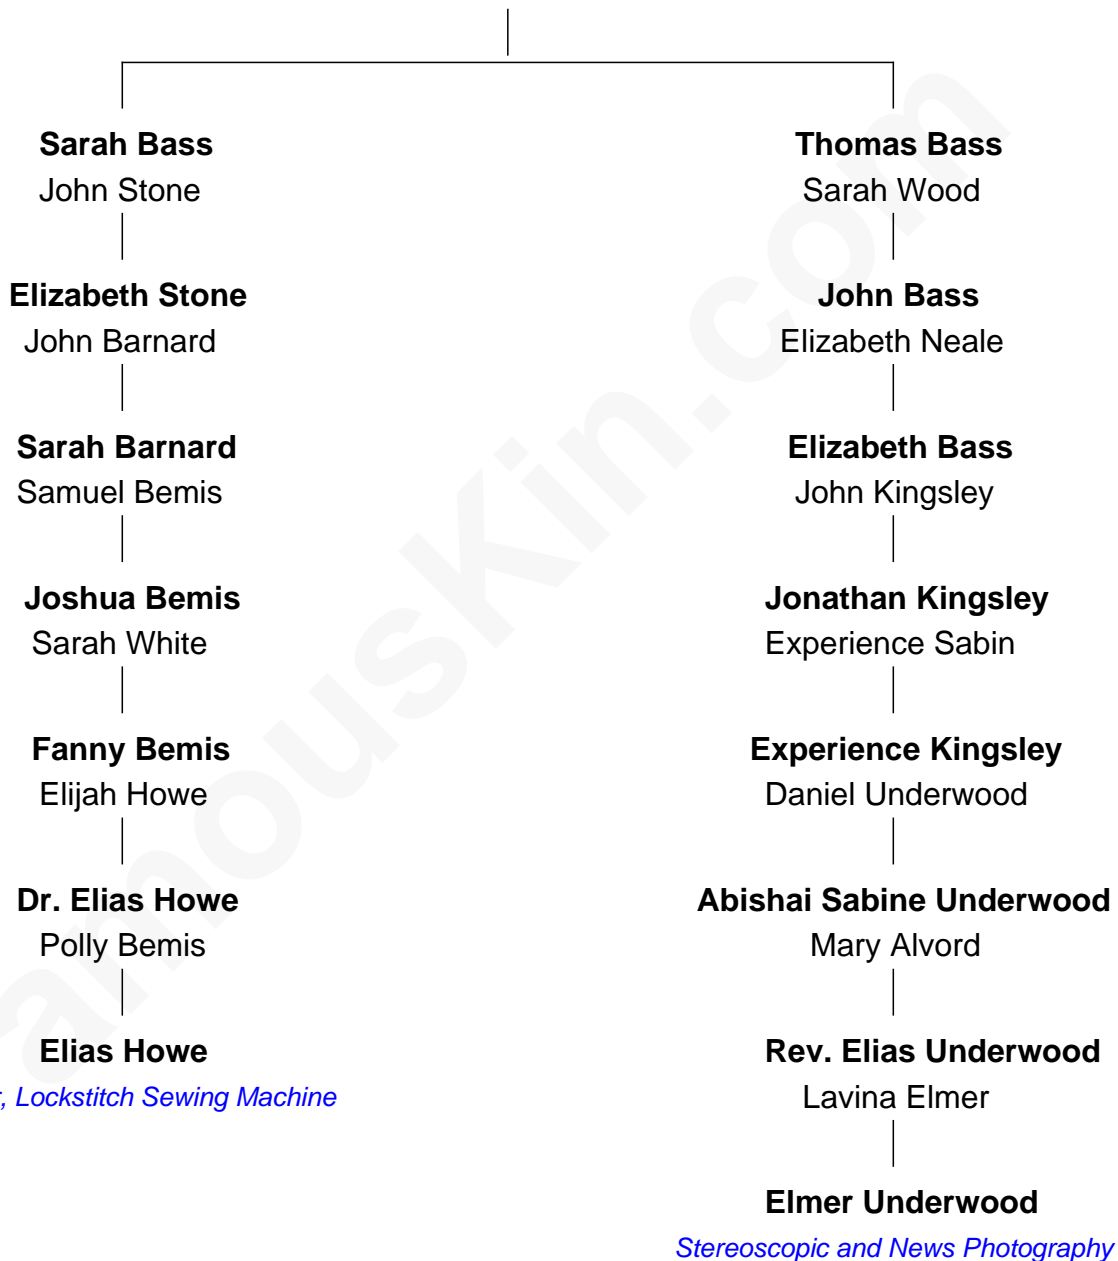 Sarah Bass
John Stone
Elizabeth Stone
John Barnard
Sarah Barnard
Samuel Bemis
Joshua Bemis
Sarah White
Fanny Bemis
Elijah Howe
Dr. Elias Howe
Polly Bemis
Elias Howe
, Lockstitch Sewing Machine
Thomas Bass
Sarah Wood
John Bass
Elizabeth Neale
Elizabeth Bass
John Kingsley
Jonathan Kingsley
Experience Sabin
Experience Kingsley
Daniel Underwood
Abishai Sabine Underwood
Mary Alvord
Rev. Elias Underwood
Lavina Elmer
Elmer Underwood
Stereoscopic and News Photography
amouskin.com